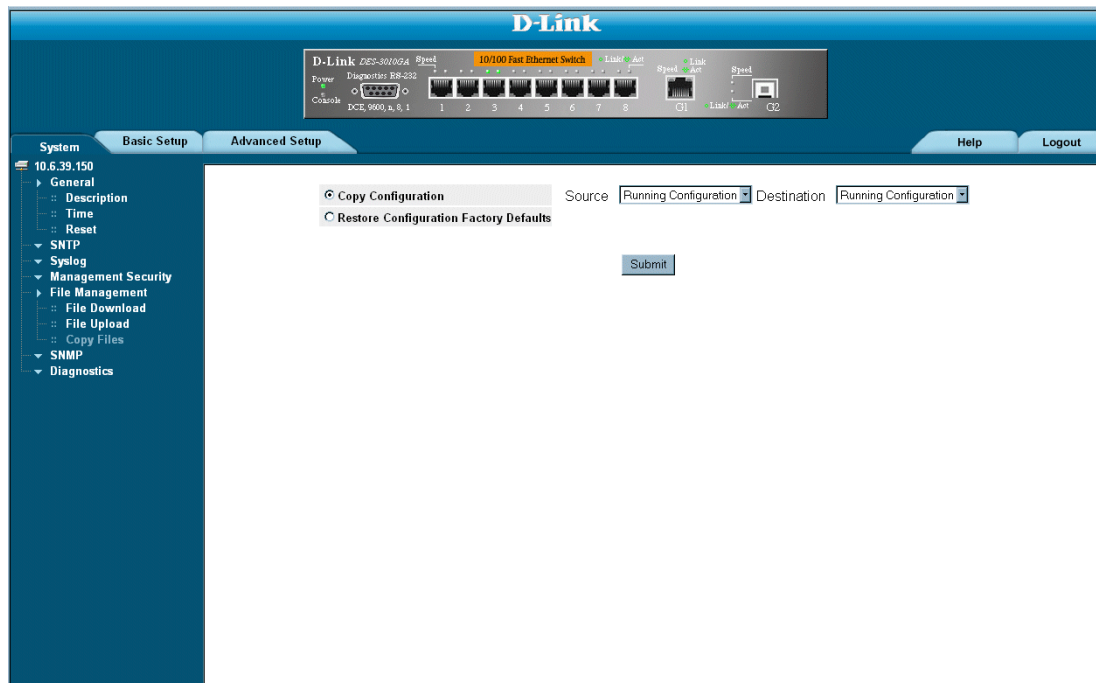 D-Link
D-Link DES-3010GA Speed 10/100 Fast Ethernet Switch Link/ Act
Power Diagnostics RS-232
Console DCE, 9600, n, 8, 1
1 2 3 4 5 6 7 8
Speed Link Act
G1
Speed
Link/ Act G2
System Basic Setup Advanced Setup Help Logout
10.6.39.150
General
Description
Time
Reset
SNTP
Syslog
Management Security
File Management
File Download
File Upload
Copy Files
SNMP
Diagnostics
Copy Configuration Source Running Configuration Destination Running Configuration
Restore Configuration Factory Defaults
Submit